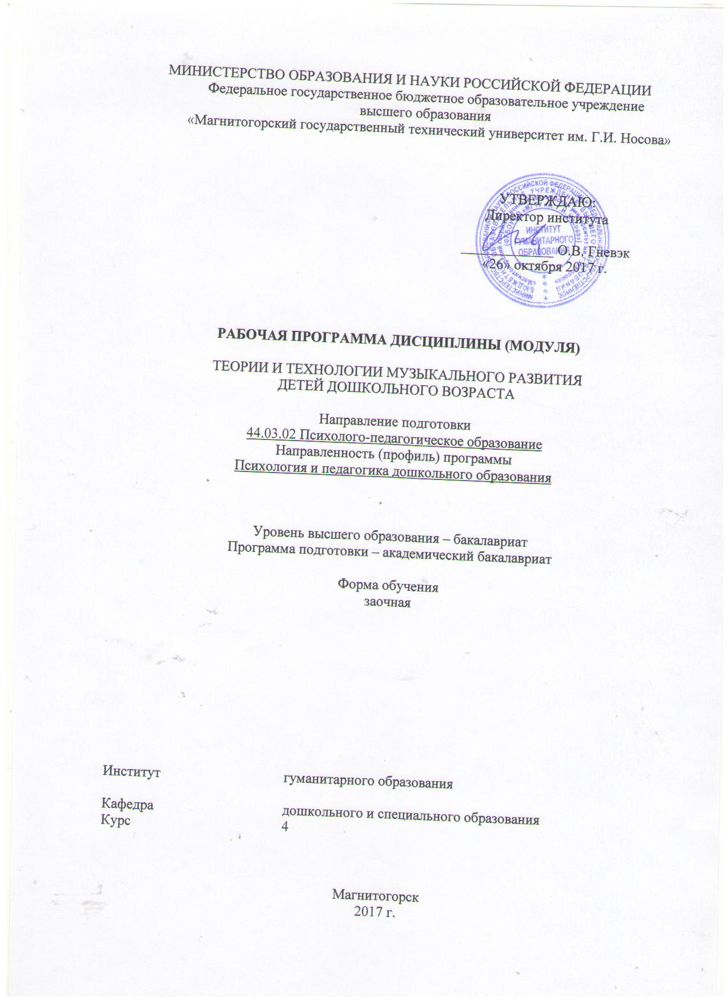 МИНИСТЕРСТВО ОБРАЗОВАНИЯ И НАУКИ РОССИЙСКОЙ ФЕДЕРАЦИИ
Федеральное государственное бюджетное образовательное учреждение
высшего образования
«Магнитогорский государственный технический университет им. Г.И. Носова»
УТВЕРЖДАЮ:
Директор института
О.В. Гневэк
«26» октября 2017 г.
ИНСТИТУТ
ГУМАНИТАРНОГО
ОБРАЗОВАНИЯ
РАБОЧАЯ ПРОГРАММА ДИСЦИПЛИНЫ (МОДУЛЯ)
ТЕОРИИ И ТЕХНОЛОГИИ МУЗЫКАЛЬНОГО РАЗВИТИЯ
ДЕТЕЙ ДОШКОЛЬНОГО ВОЗРАСТА
Направление подготовки
44.03.02 Психолого-педагогическое образование
Направленность (профиль) программы
Психология и педагогика дошкольного образования
Уровень высшего образования – бакалавриат
Программа подготовки – академический бакалавриат
Форма обучения
заочная
Институт гуманитарного образования
Кафедра дошкольного и специального образования
Курс 4
Магнитогорск
2017 г.